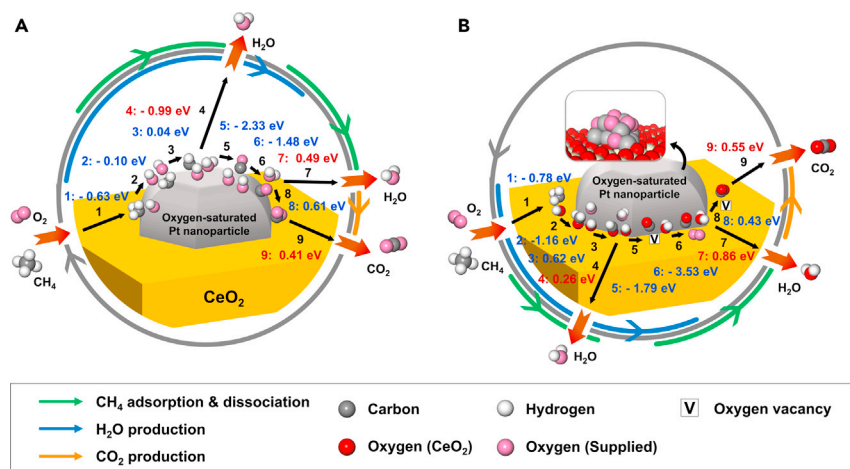 A
H₂O
4: -0.99 eV
4
3: 0.04 eV
5: -2.33 eV
6: -1.48 eV
7: 0.49 eV
2: -0.10 eV
3
5
6
7
2
1: -0.63 eV
8
8: 0.61 eV
H₂O
O₂
1
Oxygen-saturated
Pt nanoparticle
9
9: 0.41 eV
CO₂
CH₄
CeO₂
B
9: 0.55 eV
9
CO₂
Oxygen-saturated
Pt nanoparticle
1: -0.78 eV
O₂
1
V
8
8: 0.43 eV
2
2: -1.16 eV
3
5
V
6
7
7: 0.86 eV
3: 0.62 eV
4
6: -3.53 eV
4: 0.26 eV
5: -1.79 eV
CH₄
H₂O
H₂O
CH₄ adsorption & dissociation
H₂O production
CO₂ production
Carbon
Hydrogen
V Oxygen vacancy
Oxygen (CeO₂)
Oxygen (Supplied)